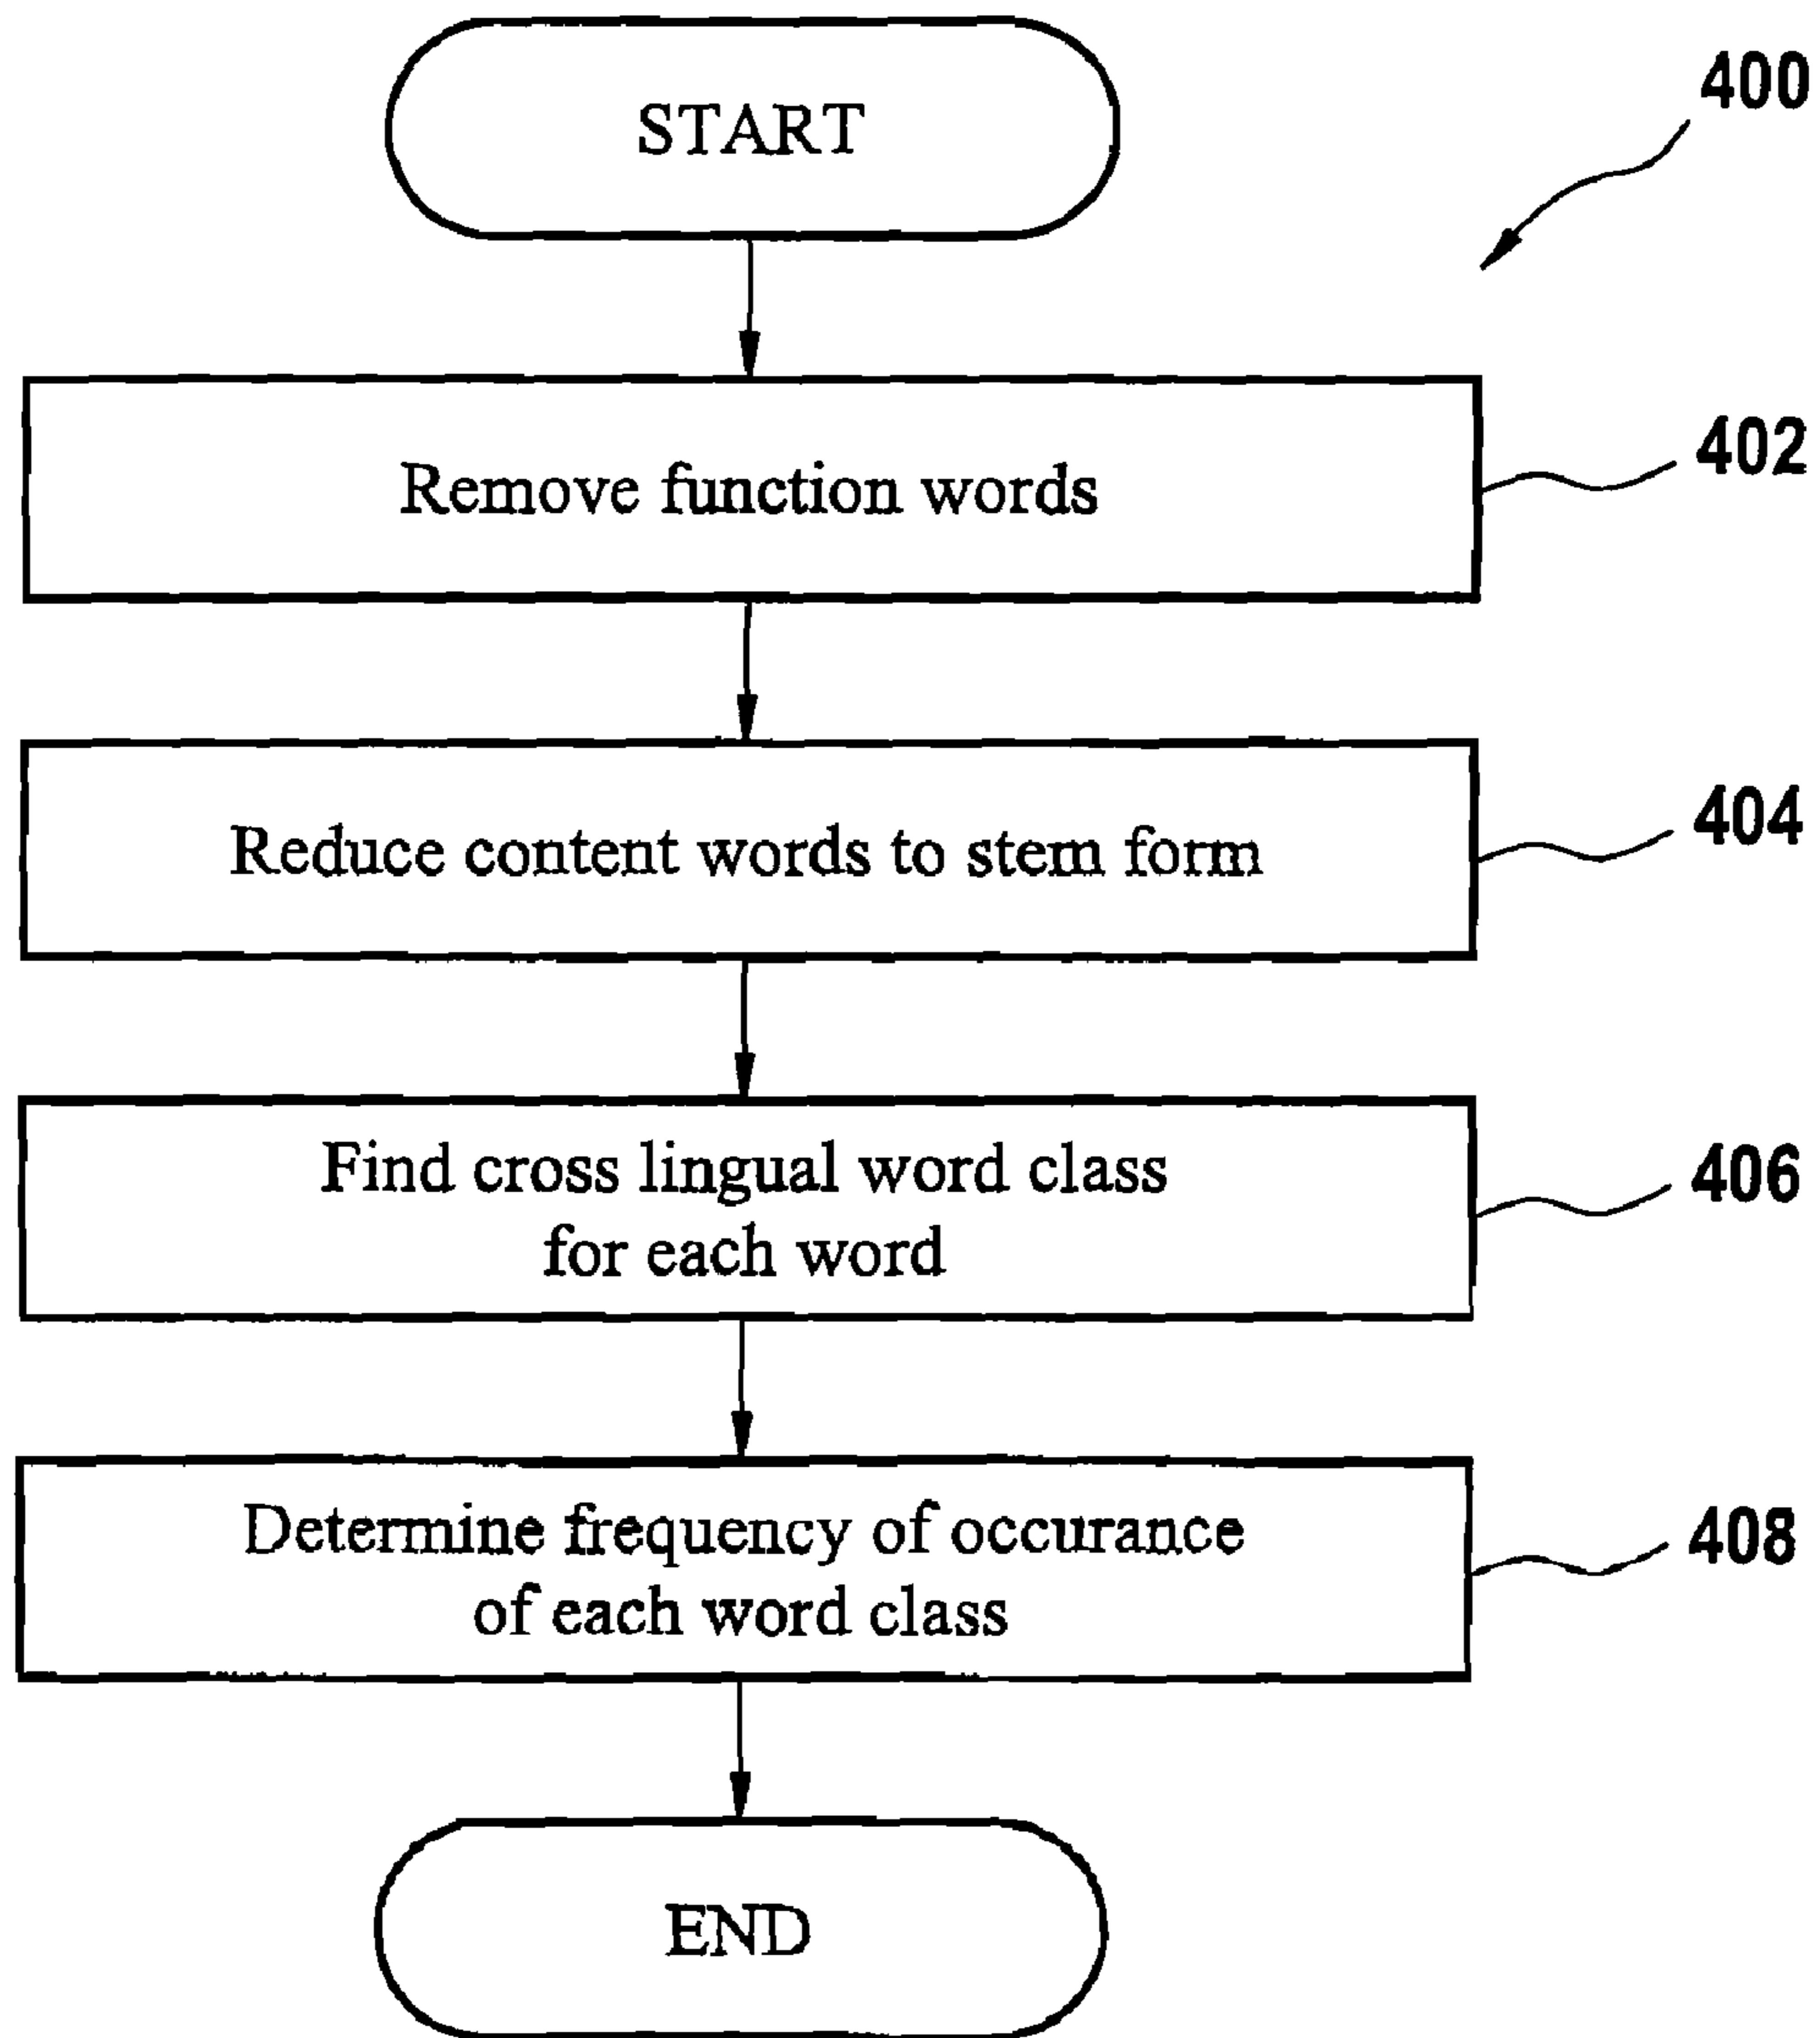 START
400
Remove function words
402
Reduce content words to stem form
404
Find cross lingual word class
for each word
406
Determine frequency of occurance
of each word class
408
END